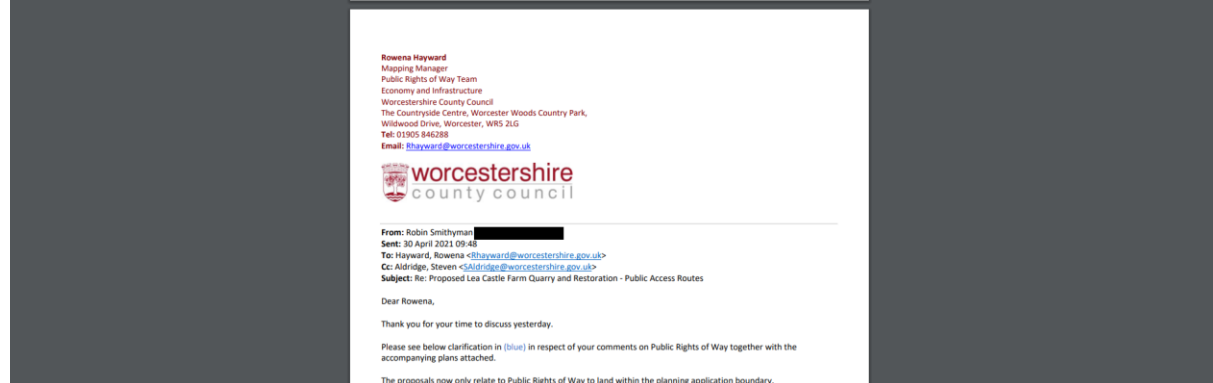 Rowena Hayward
Mapping Manager
Public Rights of Way Team
Economy and Infrastructure
Worcestershire County Council
The Countryside Centre, Worcester Woods Country Park,
Wildwood Drive, Worcester, WR5 2LG
Tel: 01905 846288
Email: Rhayward@worcestershire.gov.uk
worcestershire
county council
From: Robin Smithyman
Sent: 30 April 2021 09:48
To: Hayward, Rowena <Rhayward@worcestershire.gov.uk>
Cc: Aldridge, Steven <SAldridge@worcestershire.gov.uk>
Subject: Re: Proposed Lea Castle Farm Quarry and Restoration - Public Access Routes
Dear Rowena,
Thank you for your time to discuss yesterday.
Please see below clarification in (blue) in respect of your comments on Public Rights of Way together with the
accompanying plans attached.
The proposals now only relate to Public Rights of Way to land within the planning application boundary.